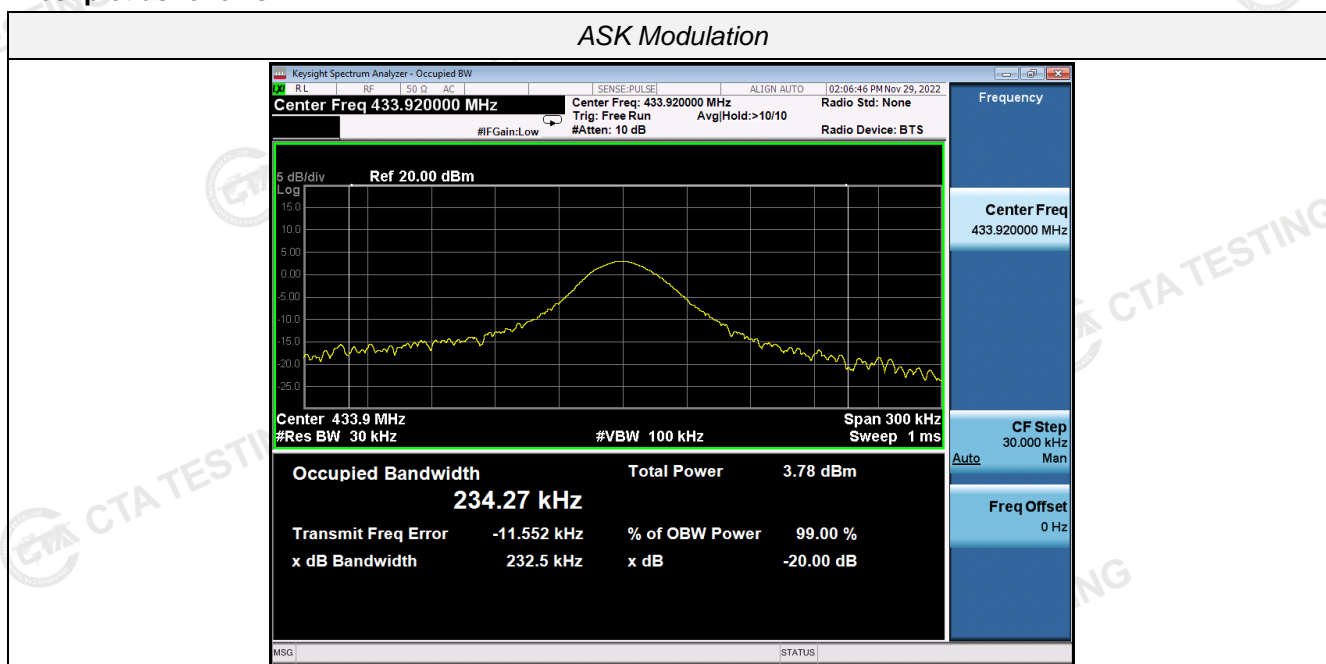 ASK Modulation
Keysight Spectrum Analyzer - Occupied BW
LXI RL RF 50 Ω AC SENSE:PULSE ALIGN AUTO 02:06:46 PM Nov 29, 2022
Center Freq 433.920000 MHz
Center Freq: 433.920000 MHz Radio Std: None
Trig: Free Run Avg|Hold:>10/10
#IFGain:Low #Atten: 10 dB Radio Device: BTS
5 dB/div Ref 20.00 dBm
Log
15.0
10.0
5.00
0.00
-5.00
-10.0
-15.0
-20.0
-25.0
Center 433.9 MHz Span 300 kHz
#Res BW 30 kHz #VBW 100 kHz Sweep 1 ms
Occupied Bandwidth Total Power 3.78 dBm
234.27 kHz
Transmit Freq Error -11.552 kHz % of OBW Power 99.00 %
x dB Bandwidth 232.5 kHz x dB -20.00 dB
MSG STATUS
Frequency
Center Freq
433.920000 MHz
CF Step
30.000 kHz
Auto Man
Freq Offset
0 Hz
CTA TESTING
CTA TESTIN
NG